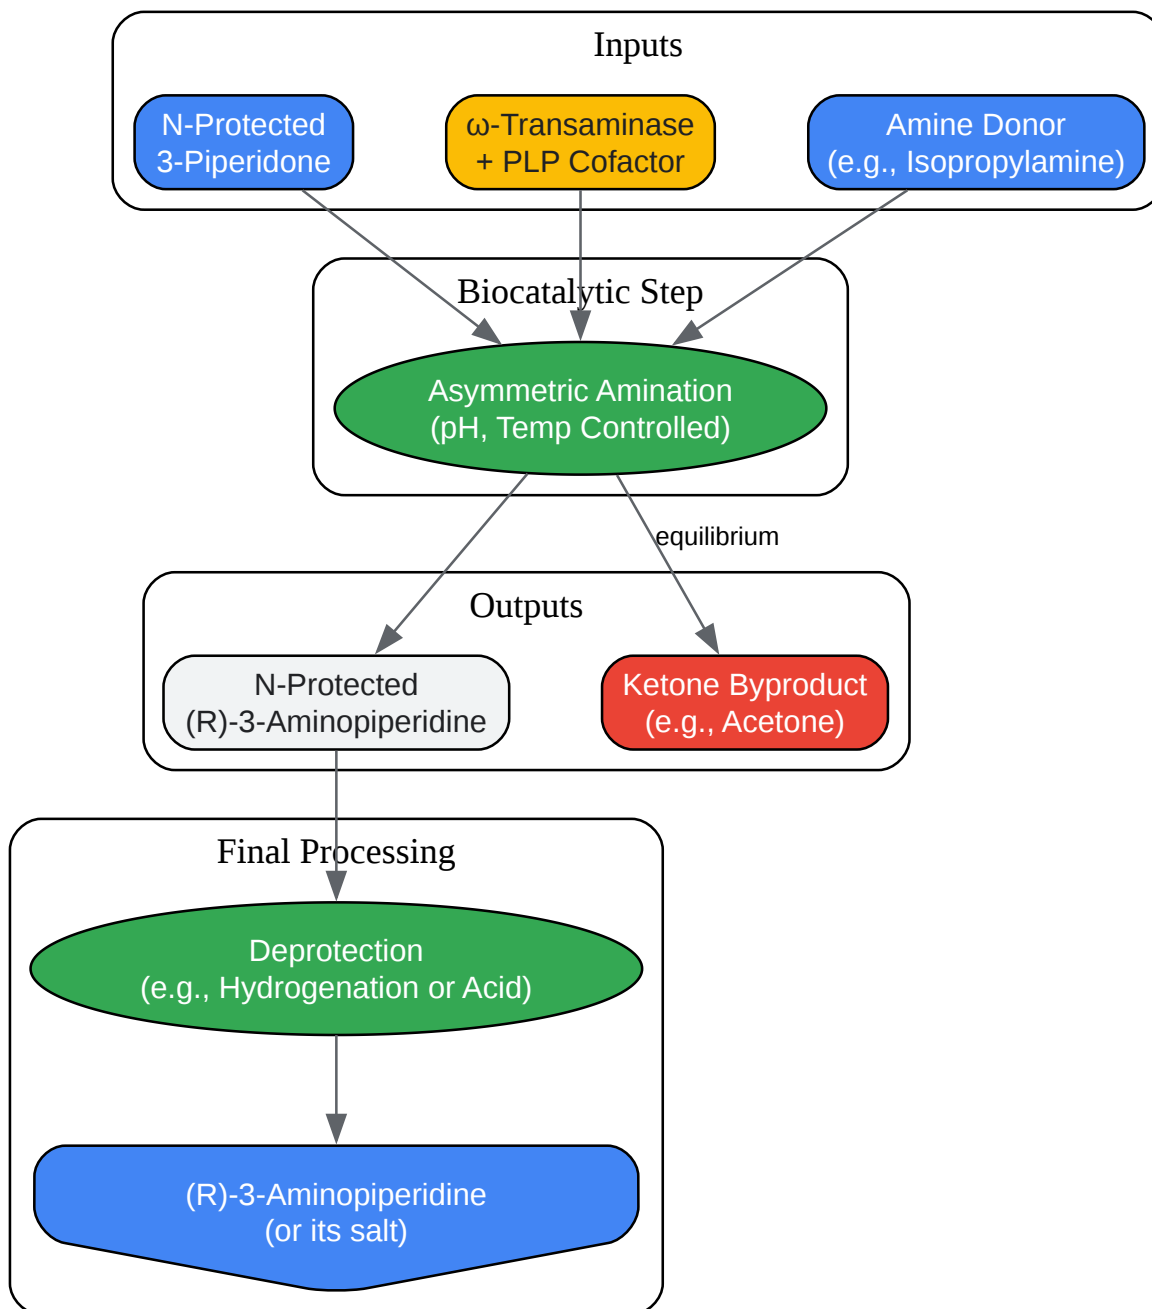 Inputs
N-Protected
3-Piperidone
ω-Transaminase
+ PLP Cofactor
Amine Donor
(e.g., Isopropylamine)
Biocatalytic Step
Asymmetric Amination
(pH, Temp Controlled)
equilibrium
Outputs
N-Protected
(R)-3-Aminopiperidine
Ketone Byproduct
(e.g., Acetone)
Final Processing
Deprotection
(e.g., Hydrogenation or Acid)
(R)-3-Aminopiperidine
(or its salt)